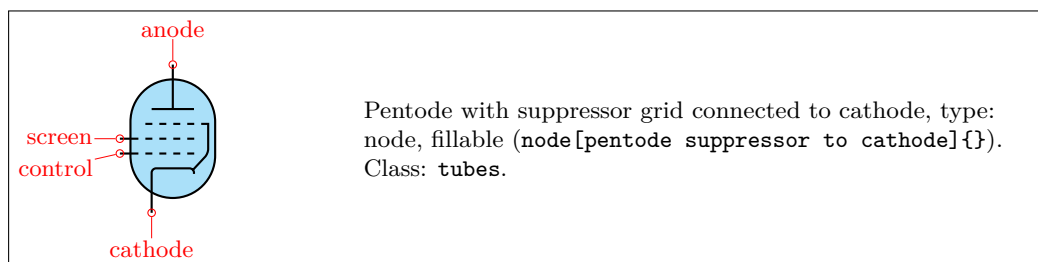 anode
screen
control
cathode
Pentode with suppressor grid connected to cathode, type:
node, fillable (node[pentode suppressor to cathode]{}).
Class: tubes.